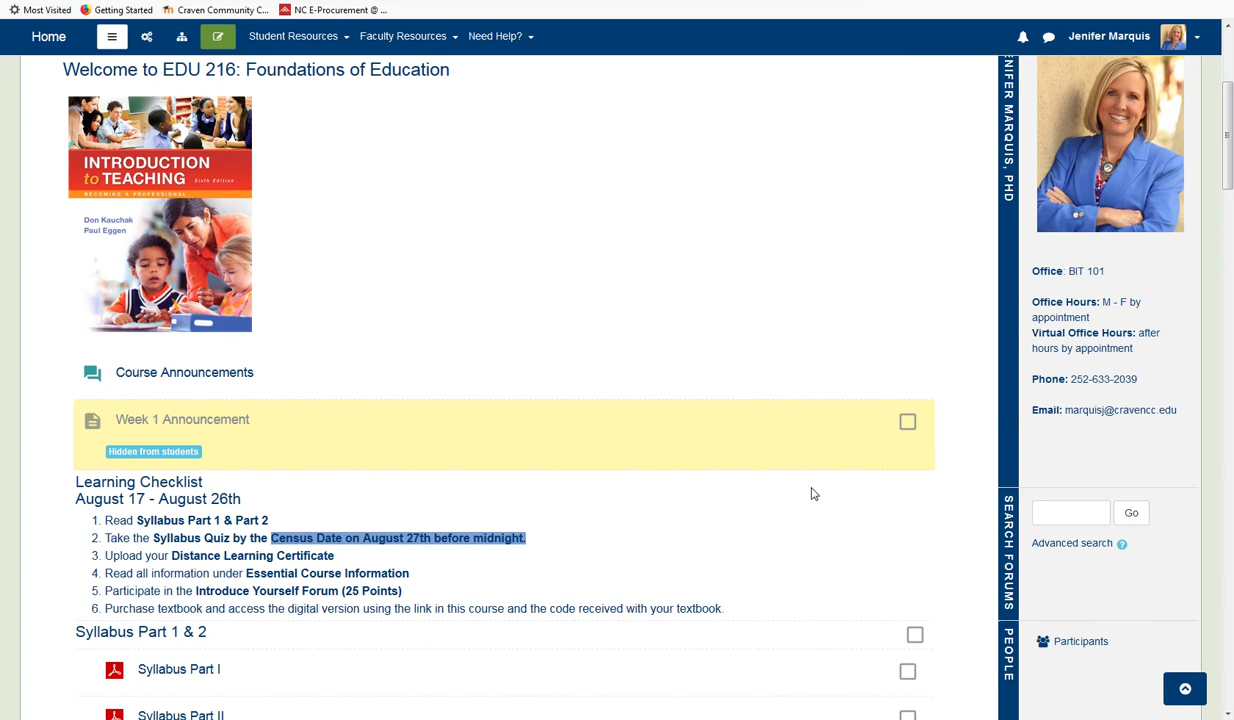 Most Visited
Getting Started
Craven Community C...
NC E-Procurement @ ...
Home
Student Resources
Faculty Resources
Need Help?
Jenifer Marquis
Welcome to EDU 216: Foundations of Education
INTRODUCTION
to TEACHING
Sixth Edition
BECOMING A PROFESSIONAL
Don Kauchak
Paul Eggen
Course Announcements
Week 1 Announcement
Hidden from students
Learning Checklist
August 17 - August 26th
1. Read Syllabus Part 1 & Part 2
2. Take the Syllabus Quiz by the Census Date on August 27th before midnight.
3. Upload your Distance Learning Certificate
4. Read all information under Essential Course Information
5. Participate in the Introduce Yourself Forum (25 Points)
6. Purchase textbook and access the digital version using the link in this course and the code received with your textbook.
Syllabus Part 1 & 2
Syllabus Part I
Syllabus Part II
ENIFER MARQUIS, PHD
Office: BIT 101
Office Hours: M - F by
appointment
Virtual Office Hours: after
hours by appointment
Phone: 252-633-2039
Email: marquisj@cravencc.edu
SEARCH FORUMS
Go
Advanced search
PEOPLE
Participants